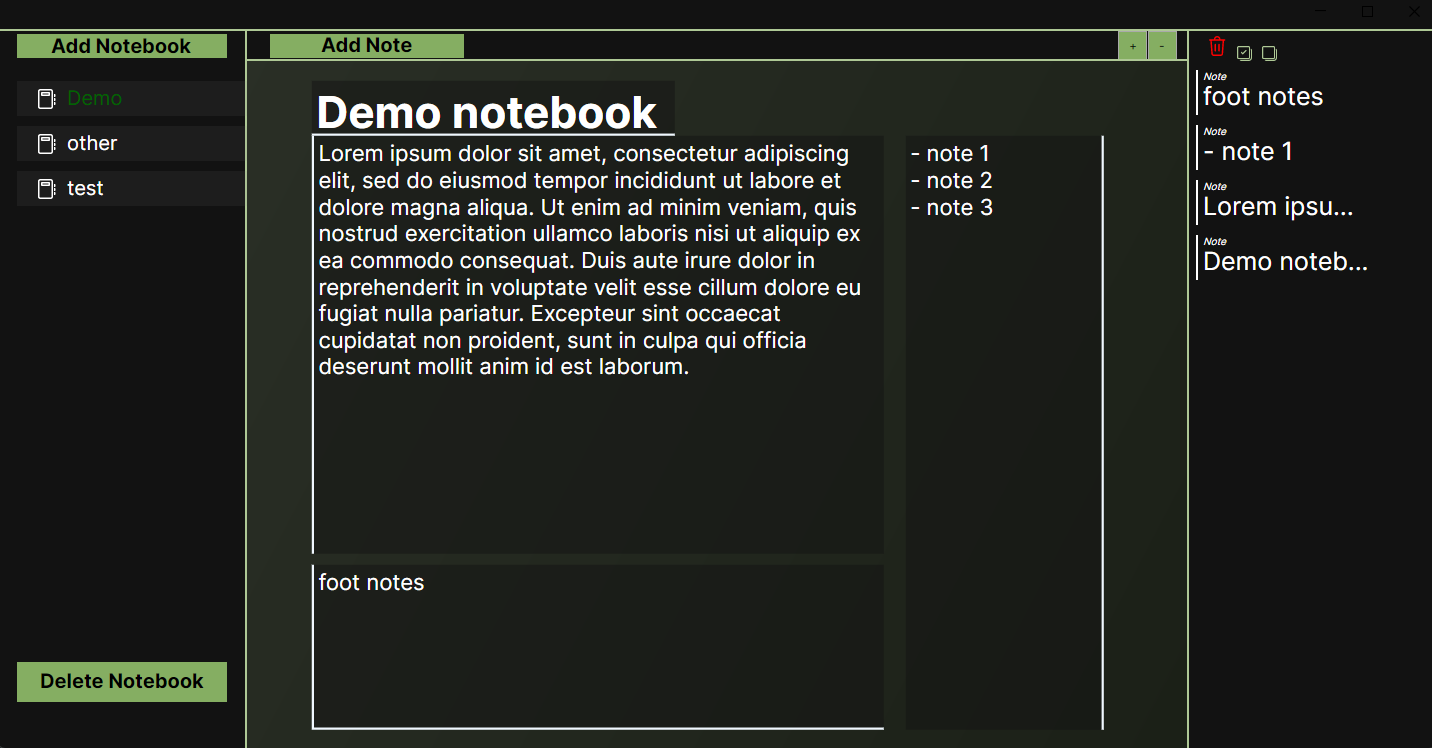 Add Notebook
Demo
other
test
Delete Notebook
Add Note
+
-
Demo notebook
Lorem ipsum dolor sit amet, consectetur adipiscing
elit, sed do eiusmod tempor incididunt ut labore et
dolore magna aliqua. Ut enim ad minim veniam, quis
nostrud exercitation ullamco laboris nisi ut aliquip ex
ea commodo consequat. Duis aute irure dolor in
reprehenderit in voluptate velit esse cillum dolore eu
fugiat nulla pariatur. Excepteur sint occaecat
cupidatat non proident, sunt in culpa qui officia
deserunt mollit anim id est laborum.
- note 1
- note 2
- note 3
foot notes
Note
foot notes
Note
- note 1
Note
Lorem ipsu...
Note
Demo noteb...